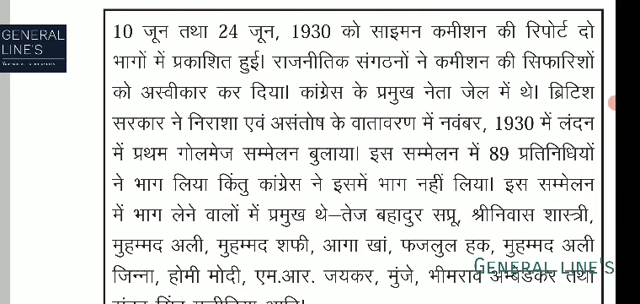 GENERAL
LINE'S
10 जून तथा 24 जून, 1930 को साइमन कमीशन की रिपोर्ट दो
भागों में प्रकाशित हुई। राजनीतिक संगठनों ने कमीशन की सिफारिशों
को अस्वीकार कर दिया। कांग्रेस के प्रमुख नेता जेल में थे। ब्रिटिश
सरकार ने निराशा एवं असंतोष के वातावरण में नवंबर, 1930 में लंदन
में प्रथम गोलमेज सम्मेलन बुलाया। इस सम्मेलन में 89 प्रतिनिधियों
ने भाग लिया किंतु कांग्रेस ने इसमें भाग नहीं लिया। इस सम्मेलन
में भाग लेने वालों में प्रमुख थे–तेज बहादुर सप्रू, श्रीनिवास शास्त्री,
मुहम्मद अली, मुहम्मद शफी, आगा खां, फजलुल हक, मुहम्मद अली
जिन्ना, होमी मोदी, एम.आर. जयकर, मुंजे, भीमराव अम्बेडकर तथा
GENERAL LINE'S